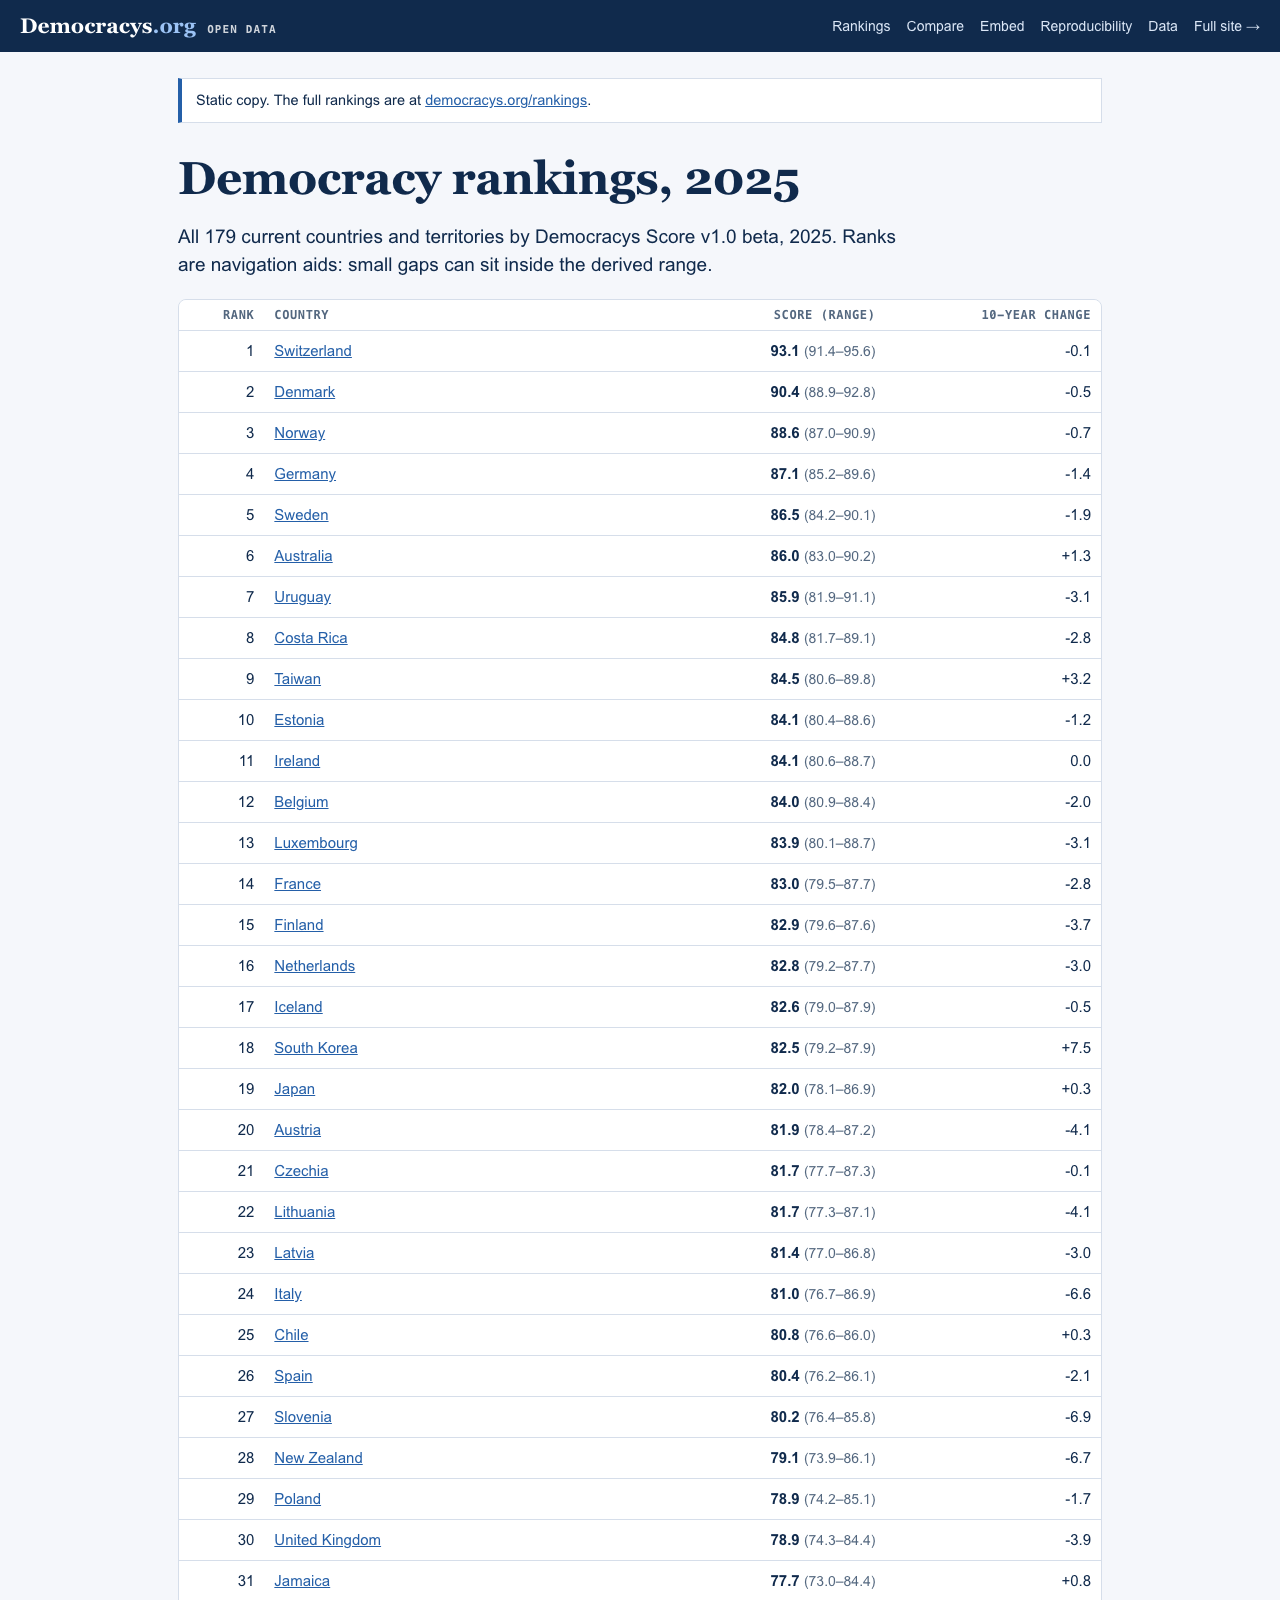 Democracys.org OPEN DATA Rankings Compare Embed Reproducibility Data Full site →
Static copy. The full rankings are at democracys.org/rankings.
Democracy rankings, 2025
All 179 current countries and territories by Democracys Score v1.0 beta, 2025. Ranks
are navigation aids: small gaps can sit inside the derived range.
RANK COUNTRY SCORE (RANGE) 10-YEAR CHANGE
1 Switzerland 93.1 (91.4–95.6) -0.1
2 Denmark 90.4 (88.9–92.8) -0.5
3 Norway 88.6 (87.0–90.9) -0.7
4 Germany 87.1 (85.2–89.6) -1.4
5 Sweden 86.5 (84.2–90.1) -1.9
6 Australia 86.0 (83.0–90.2) +1.3
7 Uruguay 85.9 (81.9–91.1) -3.1
8 Costa Rica 84.8 (81.7–89.1) -2.8
9 Taiwan 84.5 (80.6–89.8) +3.2
10 Estonia 84.1 (80.4–88.6) -1.2
11 Ireland 84.1 (80.6–88.7) 0.0
12 Belgium 84.0 (80.9–88.4) -2.0
13 Luxembourg 83.9 (80.1–88.7) -3.1
14 France 83.0 (79.5–87.7) -2.8
15 Finland 82.9 (79.6–87.6) -3.7
16 Netherlands 82.8 (79.2–87.7) -3.0
17 Iceland 82.6 (79.0–87.9) -0.5
18 South Korea 82.5 (79.2–87.9) +7.5
19 Japan 82.0 (78.1–86.9) +0.3
20 Austria 81.9 (78.4–87.2) -4.1
21 Czechia 81.7 (77.7–87.3) -0.1
22 Lithuania 81.7 (77.3–87.1) -4.1
23 Latvia 81.4 (77.0–86.8) -3.0
24 Italy 81.0 (76.7–86.9) -6.6
25 Chile 80.8 (76.6–86.0) +0.3
26 Spain 80.4 (76.2–86.1) -2.1
27 Slovenia 80.2 (76.4–85.8) -6.9
28 New Zealand 79.1 (73.9–86.1) -6.7
29 Poland 78.9 (74.2–85.1) -1.7
30 United Kingdom 78.9 (74.3–84.4) -3.9
31 Jamaica 77.7 (73.0–84.4) +0.8